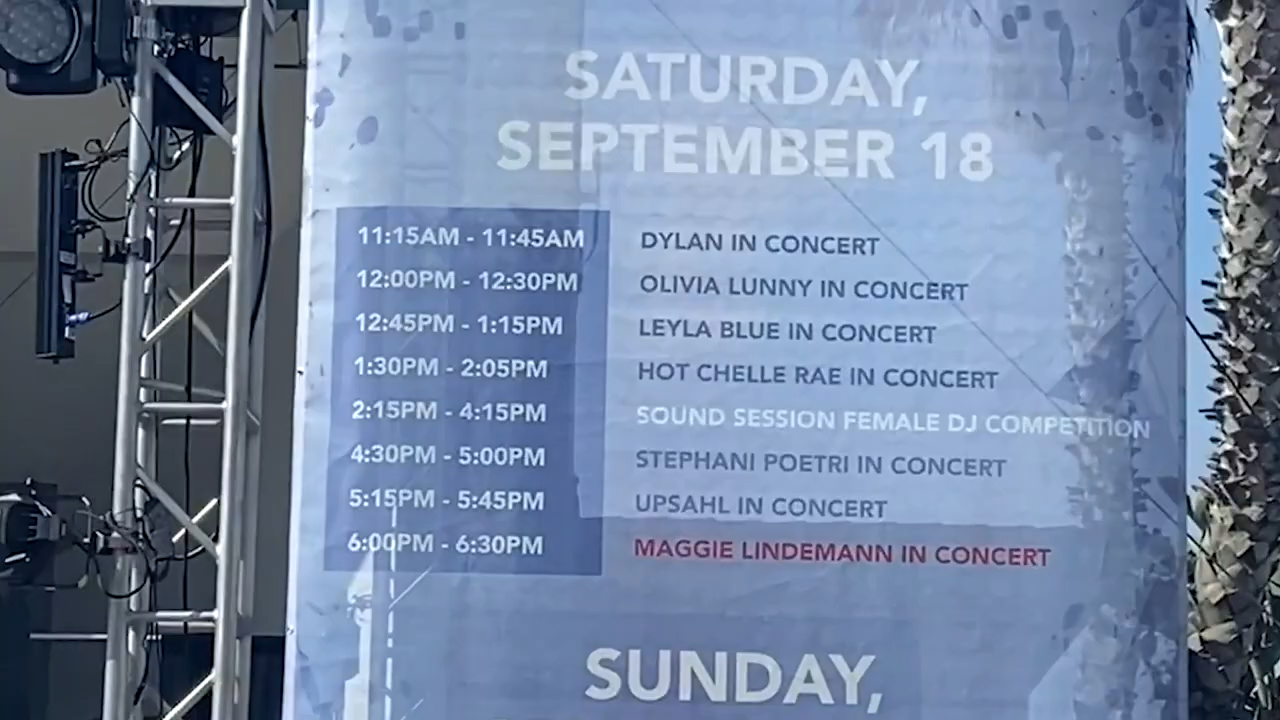 SATURDAY,
SEPTEMBER 18
11:15AM - 11:45AM DYLAN IN CONCERT
12:00PM - 12:30PM OLIVIA LUNNY IN CONCERT
12:45PM - 1:15PM LEYLA BLUE IN CONCERT
1:30PM - 2:05PM HOT CHELLE RAE IN CONCERT
2:15PM - 4:15PM SOUND SESSION FEMALE DJ COMPETITION
4:30PM - 5:00PM STEPHANI POETRI IN CONCERT
5:15PM - 5:45PM UPSAHL IN CONCERT
6:00PM - 6:30PM MAGGIE LINDEMANN IN CONCERT
SUNDAY,